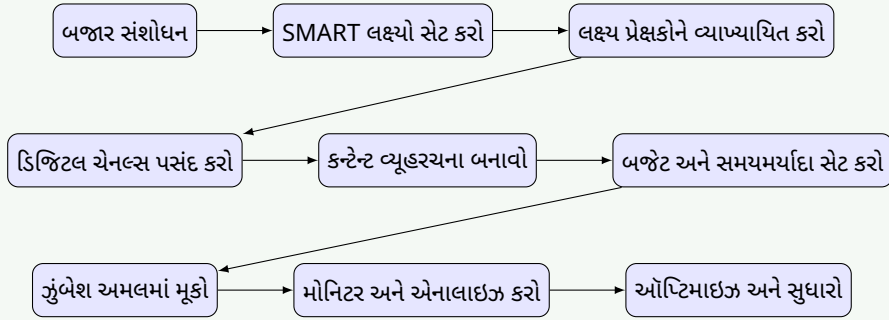 બજાર સંશોધન
SMART લક્ષ્યો સેટ કરો
લક્ષ્ય પ્રેક્ષકોને વ્યાખ્યાયિત કરો
ડિજિટલ ચેનલ્સ પસંદ કરો
કન્ટેન્ટ વ્યૂહરચના બનાવો
બજેટ અને સમયમર્યાદા સેટ કરો
ઝુંબેશ અમલમાં મૂકો
મોનિટર અને એનાલાઇઝ કરો
ઑપ્ટિમાઇઝ અને સુધારો